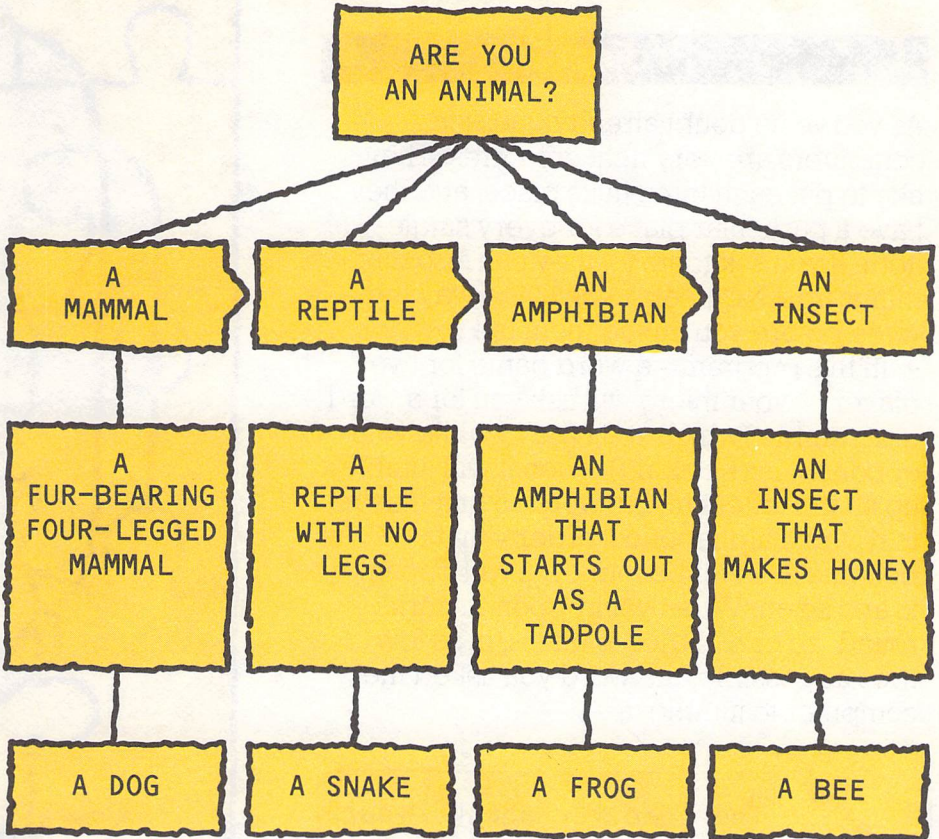 ARE YOU
AN ANIMAL?
A
MAMMAL
A
REPTILE
AN
AMPHIBIAN
AN
INSECT
A
FUR-BEARING
FOUR-LEGGED
MAMMAL
A
REPTILE
WITH NO
LEGS
AN
AMPHIBIAN
THAT
STARTS OUT
AS A
TADPOLE
AN
INSECT
THAT
MAKES HONEY
A DOG
A SNAKE
A FROG
A BEE